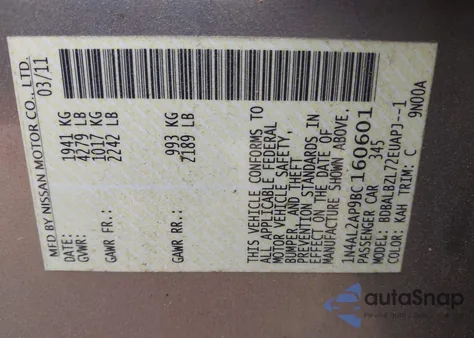 MFD BY NISSAN MOTOR CO., LTD.
DATE: 03/11
GVWR: 1941 KG
4279 LB
GAWR FR: 1017 KG
2242 LB
GAWR RR: 993 KG
2189 LB
THIS VEHICLE CONFORMS TO
ALL APPLICABLE FEDERAL
MOTOR VEHICLE SAFETY,
BUMPER, AND THEFT
PREVENTION STANDARDS IN
EFFECT ON THE DATE OF
MANUFACTURE SHOWN ABOVE.
1N4AL2AP9BC160601
PASSENGER CAR 345
MODEL: BDBALBZL172EUAPJ--1
COLOR: KAH TRIM: C 9N00A
autoSnap